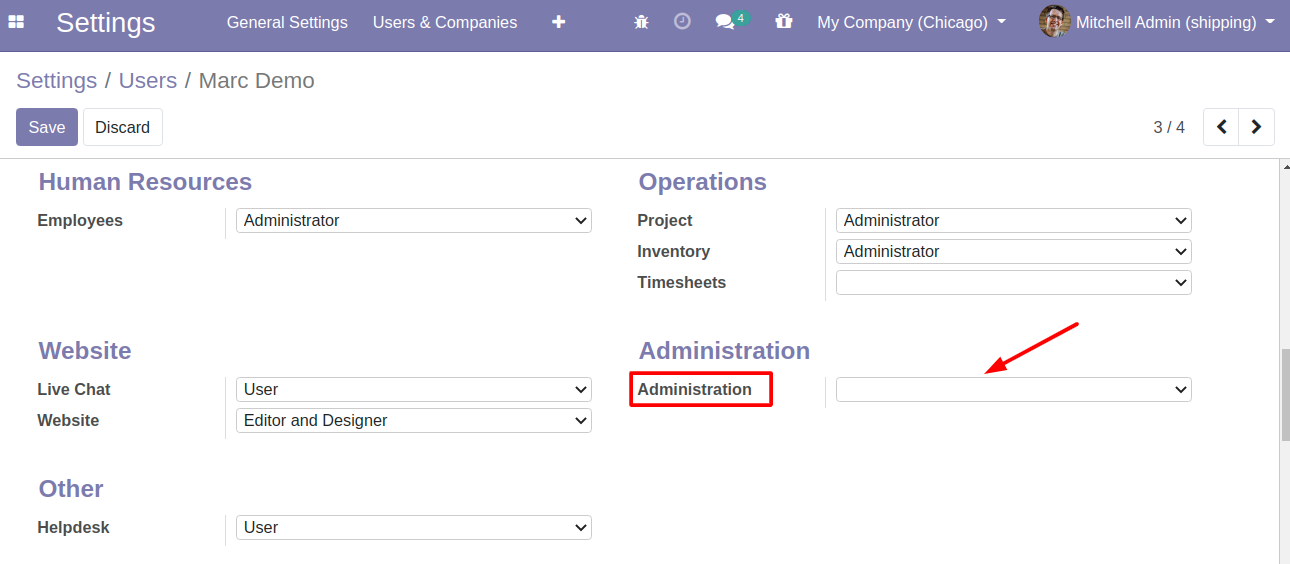 Settings General Settings Users & Companies 4 My Company (Chicago) Mitchell Admin (shipping)
Settings / Users / Marc Demo
Save Discard 3 / 4
Human Resources Operations
Employees Administrator Project Administrator
Inventory Administrator
Timesheets
Website Administration
Live Chat User Administration
Website Editor and Designer
Other
Helpdesk User